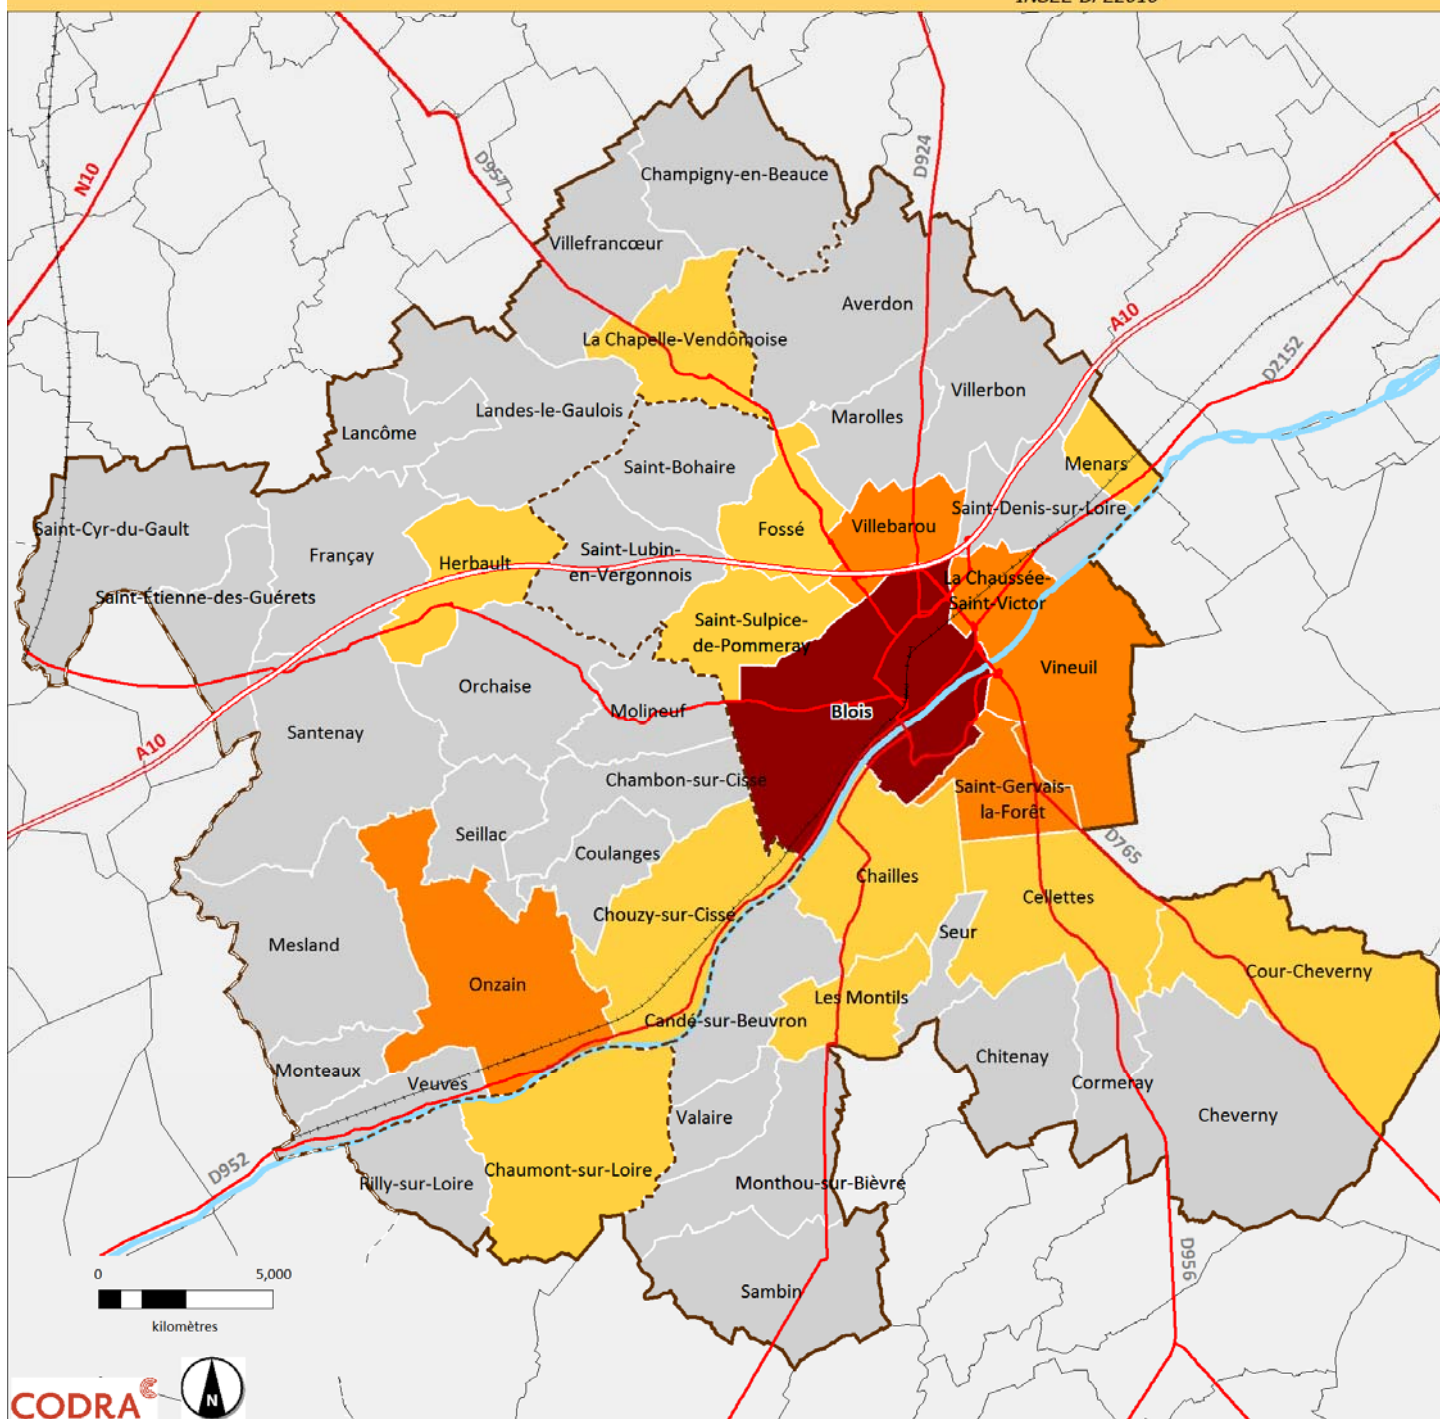 N10
D957
D924
Champigny-en-Beauce
Villefrancœur
Averdon
A10
La Chapelle-Vendômoise
D2152
Villerbon
Landes-le-Gaulois
Marolles
Lancôme
Saint-Bohaire
Menars
Saint-Cyr-du-Gault
Fossé
Villebarou
Saint-Denis-sur-Loire
Françay
Herbault
Saint-Lubin-
en-Vergonnois
La Chaussée-
Saint-Victor
Saint-Étienne-des-Guérets
Saint-Sulpice-
de-Pommeray
Vineuil
Orchaise
Molineuf
Blois
Santenay
A10
Chambon-sur-Cisse
Saint-Gervais-
la-Forêt
Seillac
Coulanges
D765
Chailles
Cellettes
Chouzy-sur-Cisse
Mesland
Seur
Onzain
Cour-Cheverny
Les Montils
Candé-sur-Beuvron
Monteaux
Veuves
Chitenay
Cormeray
Valaire
Cheverny
D952
Rilly-sur-Loire
Chaumont-sur-Loire
Monthou-sur-Bièvre
D956
Sambin
0 5,000
kilomètres
CODRA
N